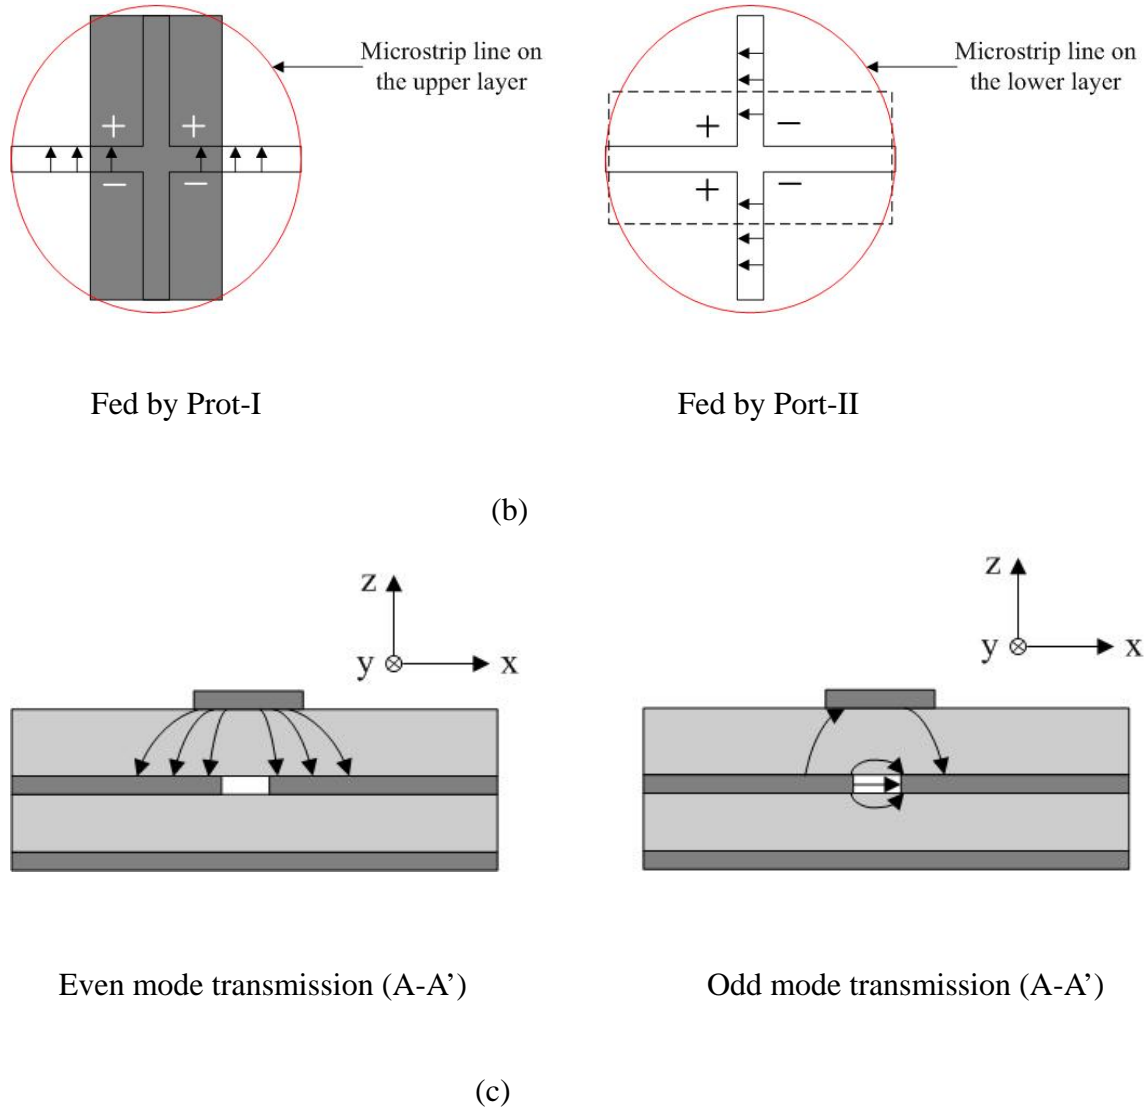 Microstrip line on
the upper layer
Microstrip line on
the lower layer
+ +
− −
+ −
+ −
Fed by Prot-I
Fed by Port-II
(b)
z
y x
z
y x
Even mode transmission (A-A’)
Odd mode transmission (A-A’)
(c)